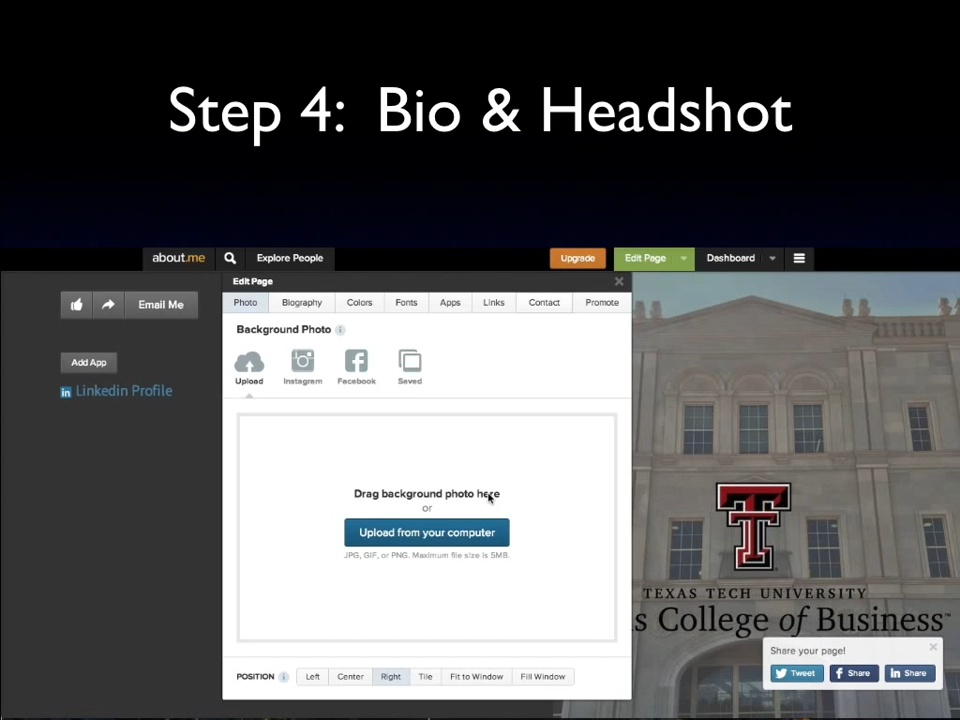 Step 4: Bio & Headshot
about.me
Explore People
Upgrade
Edit Page
Dashboard
Edit Page
Email Me
Photo
Biography
Colors
Fonts
Apps
Links
Contact
Promote
Background Photo
Add App
Upload
Instagram
Facebook
Saved
in Linkedin Profile
Drag background photo here
or
Upload from your computer
JPG, GIF, or PNG. Maximum file size is 5MB.
TEXAS TECH UNIVERSITY
s College of Business™
Share your page!
Tweet
f Share
in Share
POSITION
Left
Center
Right
Tile
Fit to Window
Fill Window